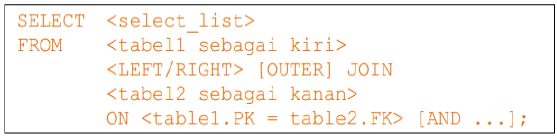 SELECT <select_list>
FROM <tabel1 sebagai kiri>
<LEFT/RIGHT> [OUTER] JOIN
<tabel2 sebagai kanan>
ON <table1.PK = table2.FK> [AND ...];